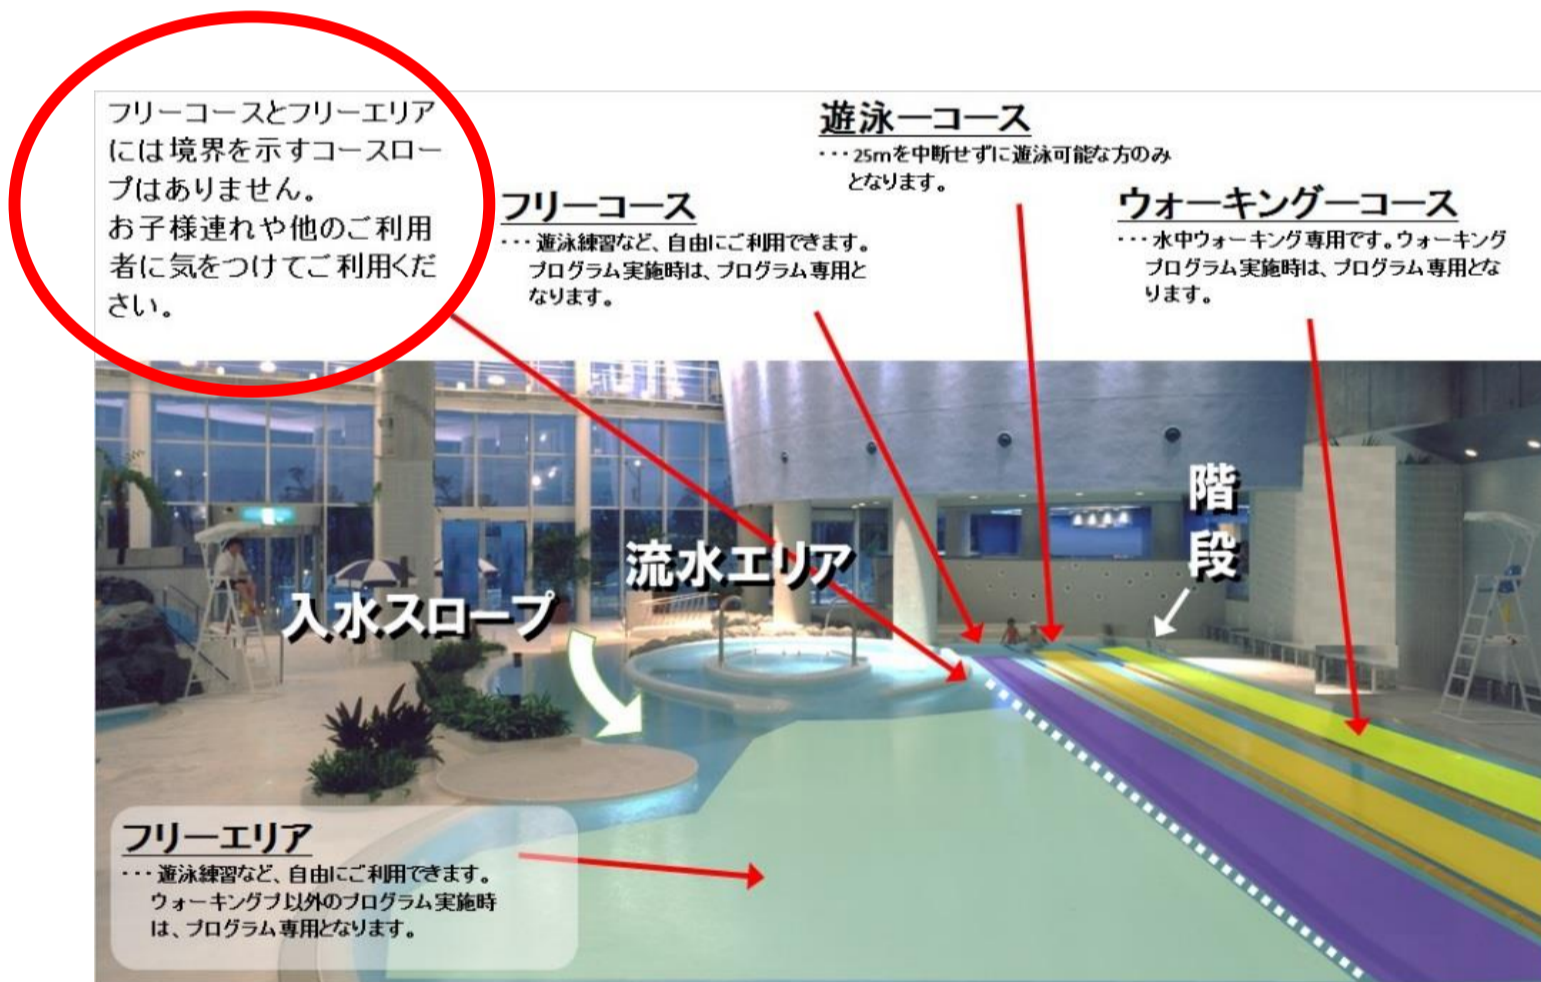 フリーコースとフリーエリア
には境界を示すコースロー
プはありません。
お子様連れや他のご利用
者に気をつけてご利用くだ
さい。
遊泳―コース
･･･25mを中断せずに遊泳可能な方のみ
となります。
フリーコース
･･･遊泳練習など、自由にご利用できます。
プログラム実施時は、プログラム専用と
なります。
ウォーキングーコース
･･･水中ウォーキング専用です。ウォーキング
プログラム実施時は、プログラム専用とな
ります。
階
段
流水エリア
入水スロープ
フリーエリア
･･･遊泳練習など、自由にご利用できます。
ウォーキングプ以外のプログラム実施時
は、プログラム専用となります。